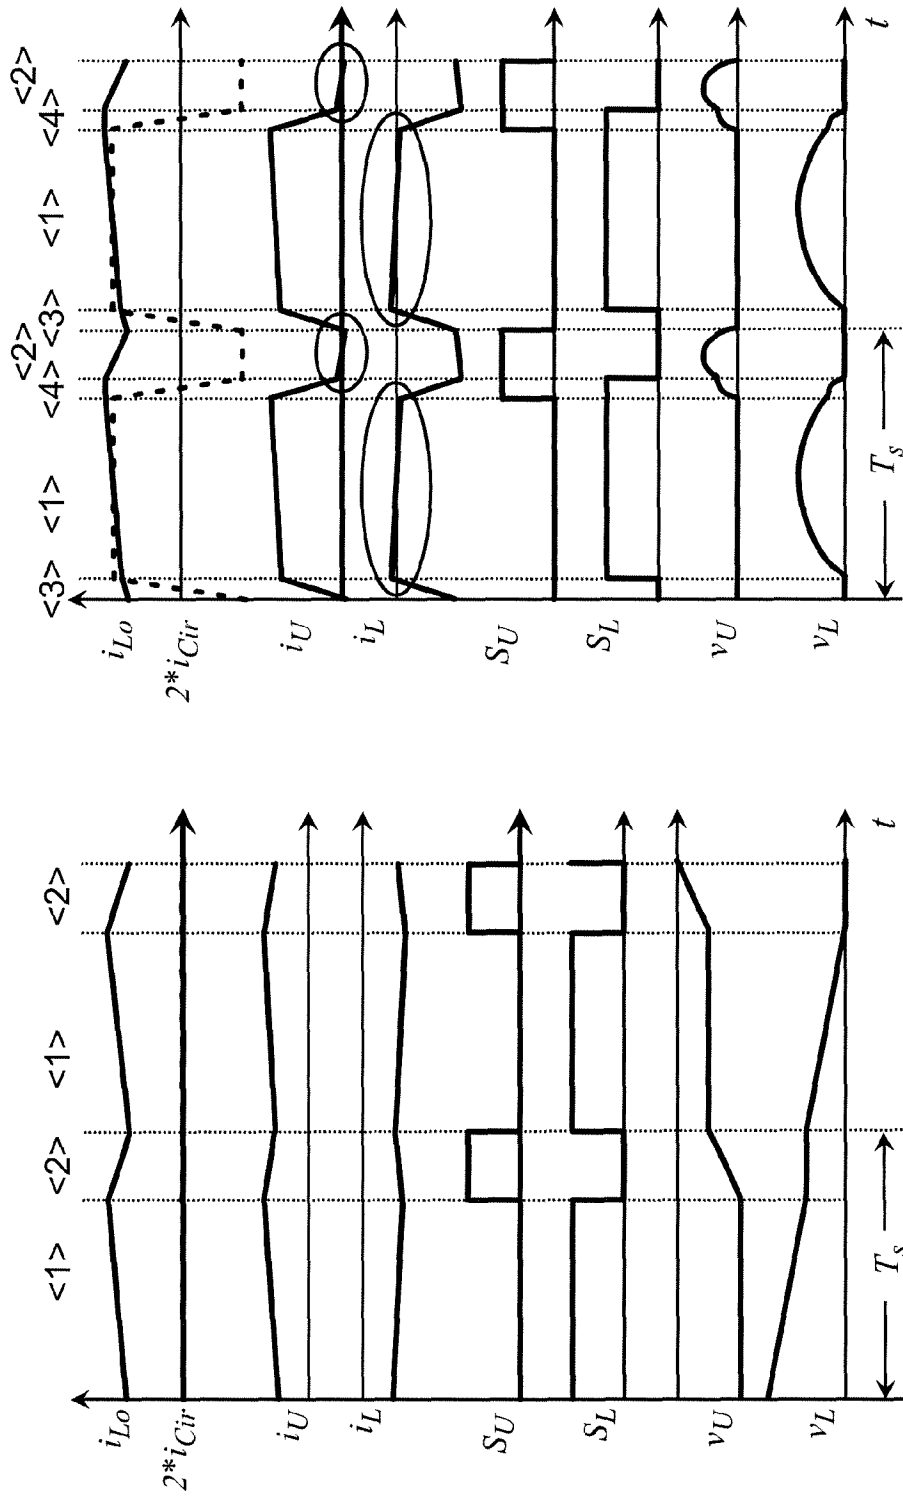 <1> <2> <1> <2>
i_Lo
2*i_Cir
i_U
i_L
S_U
S_L
v_U
v_L
t
T_s
<3> <1> <4> <2> <3> <1> <4> <2>
i_Lo
2*i_Cir
i_U
i_L
S_U
S_L
v_U
v_L
t
T_s